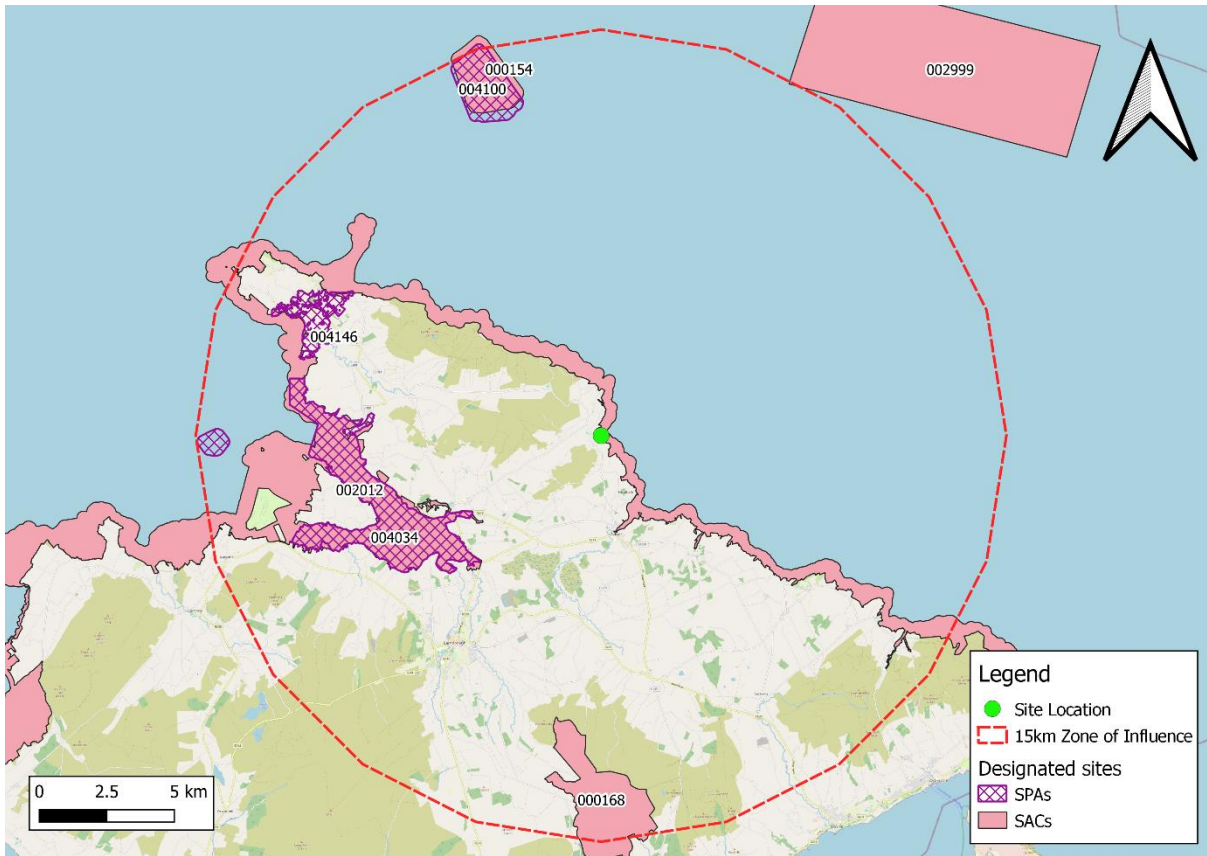 000154
004100
002999
004146
002012
004034
000168
Legend
Site Location
15km Zone of Influence
Designated sites
SPAs
SACs
0 2.5 5 km